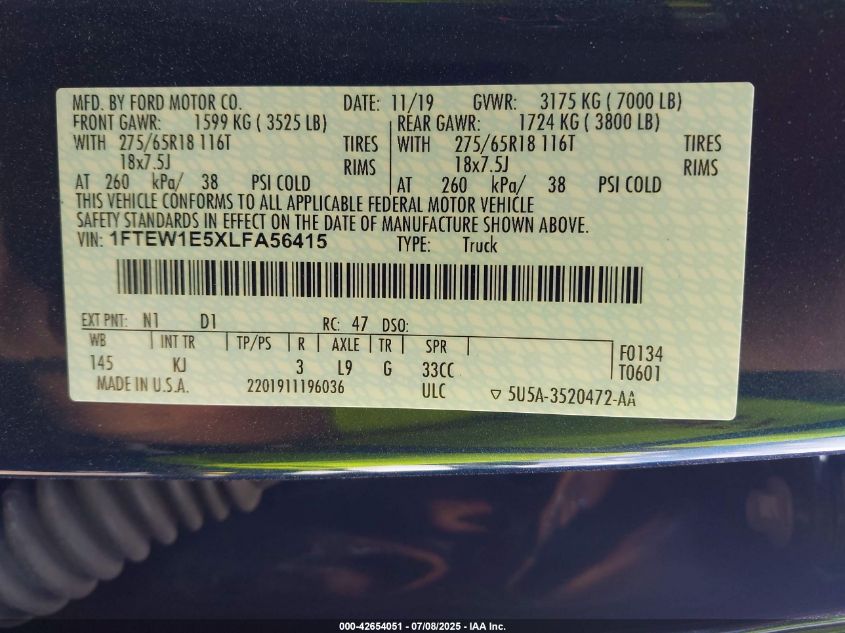 MFD. BY FORD MOTOR CO. DATE: 11/19 GVWR: 3175 KG ( 7000 LB)
FRONT GAWR: 1599 KG ( 3525 LB) REAR GAWR: 1724 KG ( 3800 LB)
WITH 275/65R18 116T TIRES WITH 275/65R18 116T TIRES
18x7.5J RIMS 18x7.5J RIMS
AT 260 kPa/ 38 PSI COLD AT 260 kPa/ 38 PSI COLD
THIS VEHICLE CONFORMS TO ALL APPLICABLE FEDERAL MOTOR VEHICLE
SAFETY STANDARDS IN EFFECT ON THE DATE OF MANUFACTURE SHOWN ABOVE.
VIN: 1FTEW1E5XLFA56415 TYPE: Truck
EXT PNT: N1 D1 RC: 47 DSO:
WB INT TR TP/PS R AXLE TR SPR F0134
145 KJ 3 L9 G 33CC T0601
MADE IN U.S.A. 2201911196036 ULC ▽ 5U5A-3520472-AA
000-42654051 - 07/08/2025 - IAA Inc.